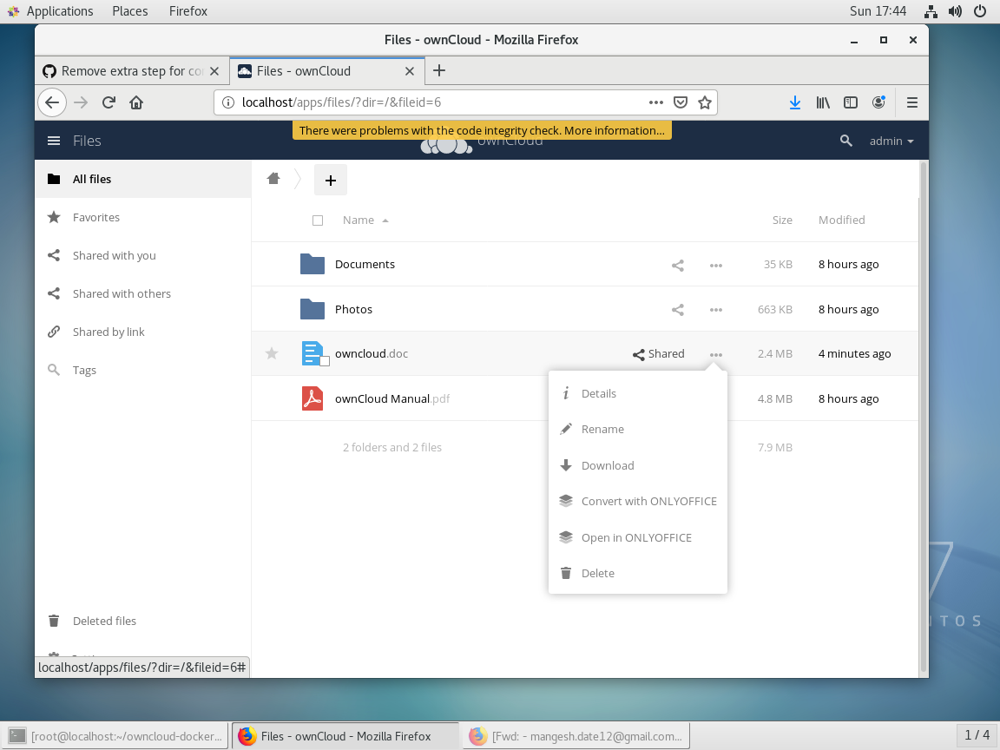 Applications Places Firefox Sun 17:44
Files - ownCloud - Mozilla Firefox
Remove extra step for co
Files - ownCloud
localhost/apps/files/?dir=/&fileid=6
There were problems with the code integrity check. More information...
Files
ownCloud
admin
All files
Favorites
Shared with you
Shared with others
Shared by link
Tags
Name Size Modified
Documents 35 KB 8 hours ago
Photos 663 KB 8 hours ago
owncloud.doc Shared 2.4 MB 4 minutes ago
ownCloud Manual.pdf 4.8 MB 8 hours ago
2 folders and 2 files 7.9 MB
Details
Rename
Download
Convert with ONLYOFFICE
Open in ONLYOFFICE
Delete
Deleted files
localhost/apps/files/?dir=/&fileid=6#
7
NTOS
[root@localhost:~/owncloud-docker...
Files - ownCloud - Mozilla Firefox
[Fwd: - mangesh.date12@gmail.com...
1 / 4